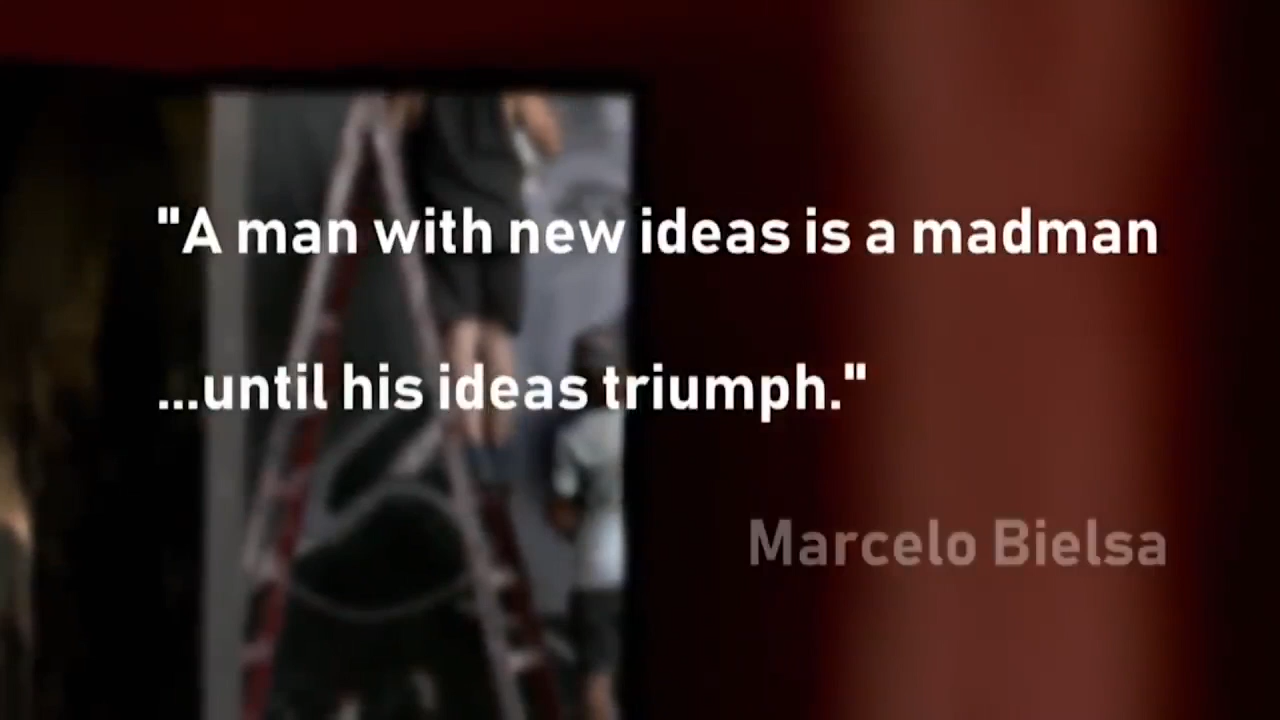 "A man with new ideas is a madman
...until his ideas triumph."
Marcelo Bielsa